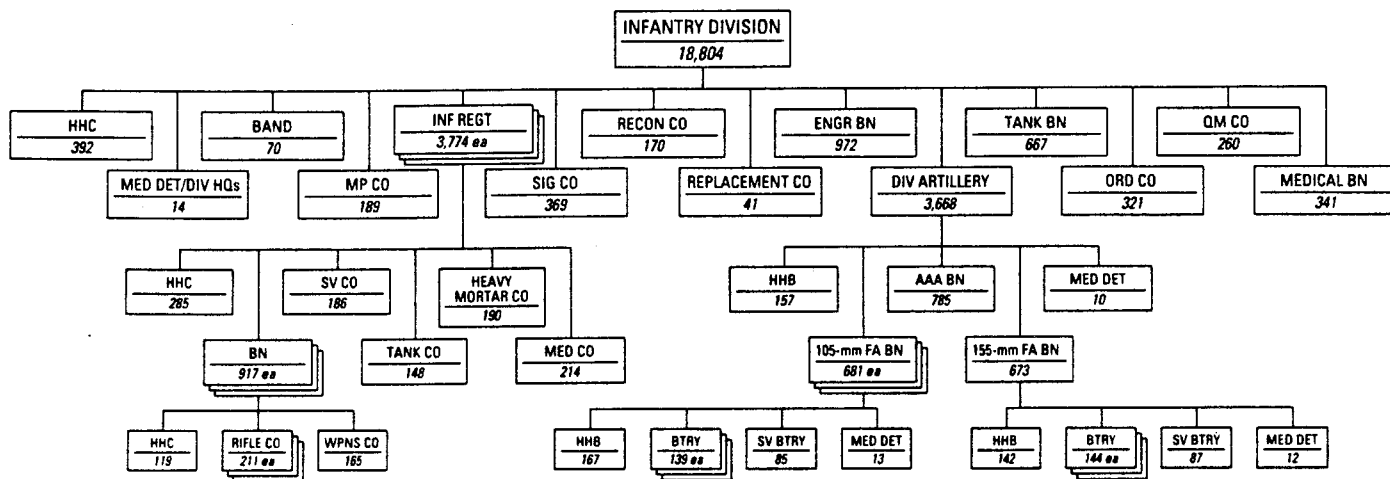 INFANTRY DIVISION
18,804
HHC
392
BAND
70
INF REGT
3,774 ea
RECON CO
170
ENGR BN
972
TANK BN
667
QM CO
260
MED DET/DIV HQs
14
MP CO
189
SIG CO
369
REPLACEMENT CO
41
DIV ARTILLERY
3,668
ORD CO
321
MEDICAL BN
341
HHC
285
SV CO
186
HEAVY
MORTAR CO
190
HHB
157
AAA BN
785
MED DET
10
BN
917 ea
TANK CO
148
MED CO
214
105-mm FA BN
681 ea
155-mm FA BN
673
HHC
119
RIFLE CO
211 ea
WPNS CO
165
HHB
167
BTRY
139 ea
SV BTRY
85
MED DET
13
HHB
142
BTRY
144 ea
SV BTRY
87
MED DET
12